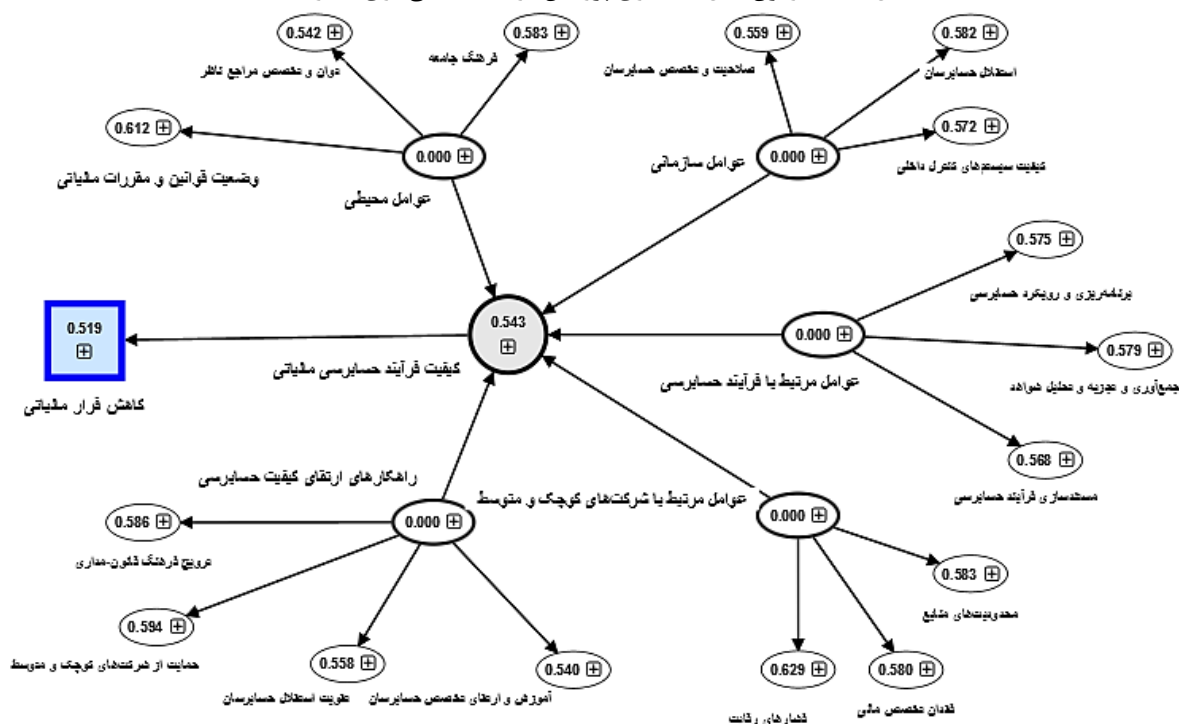 0.542
0.583
0.559
0.582
توان و تخصص مراجع ناظر
فرهنگ جامعه
صلاحیت و تخصص حسابرسان
استقلال حسابرسان
0.612
0.000
0.000
0.572
وضعیت قوانین و مقررات مالیاتی
عوامل محیطی
عوامل سازمانی
کیفیت سیستم‌های کنترل داخلی
0.575
برنامه‌ریزی و رویکرد حسابرسی
0.519
0.543
0.000
0.579
کاهش فرار مالیاتی
کیفیت فرآیند حسابرسی مالیاتی
عوامل مرتبط با فرآیند حسابرسی
جمع‌آوری و تجزیه و تحلیل شواهد
0.568
مستندسازی فرآیند حسابرسی
راهکارهای ارتقای کیفیت حسابرسی
عوامل مرتبط با شرکت‌های کوچک و متوسط
0.586
0.000
0.000
ترویج فرهنگ قانون-مداری
0.583
محدودیت‌های منابع
0.594
حمایت از شرکت‌های کوچک و متوسط
0.558
0.540
0.629
0.580
تقویت استقلال حسابرسان
آموزش و ارتقای تخصص حسابرسان
فشارهای رقابت
فقدان تخصص مالی